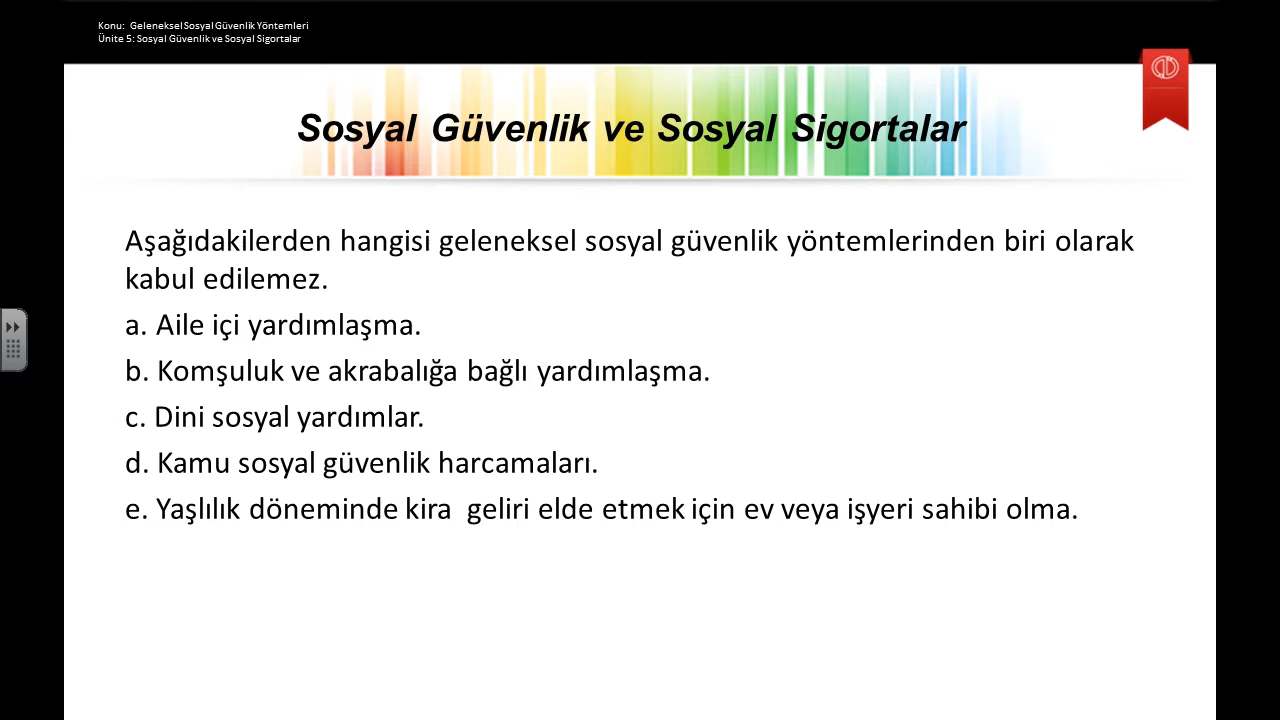 Konu: Geleneksel Sosyal Güvenlik Yöntemleri
Ünite 5: Sosyal Güvenlik ve Sosyal Sigortalar
Sosyal Güvenlik ve Sosyal Sigortalar
Aşağıdakilerden hangisi geleneksel sosyal güvenlik yöntemlerinden biri olarak
kabul edilemez.
a. Aile içi yardımlaşma.
b. Komşuluk ve akrabalığa bağlı yardımlaşma.
c. Dini sosyal yardımlar.
d. Kamu sosyal güvenlik harcamaları.
e. Yaşlılık döneminde kira geliri elde etmek için ev veya işyeri sahibi olma.